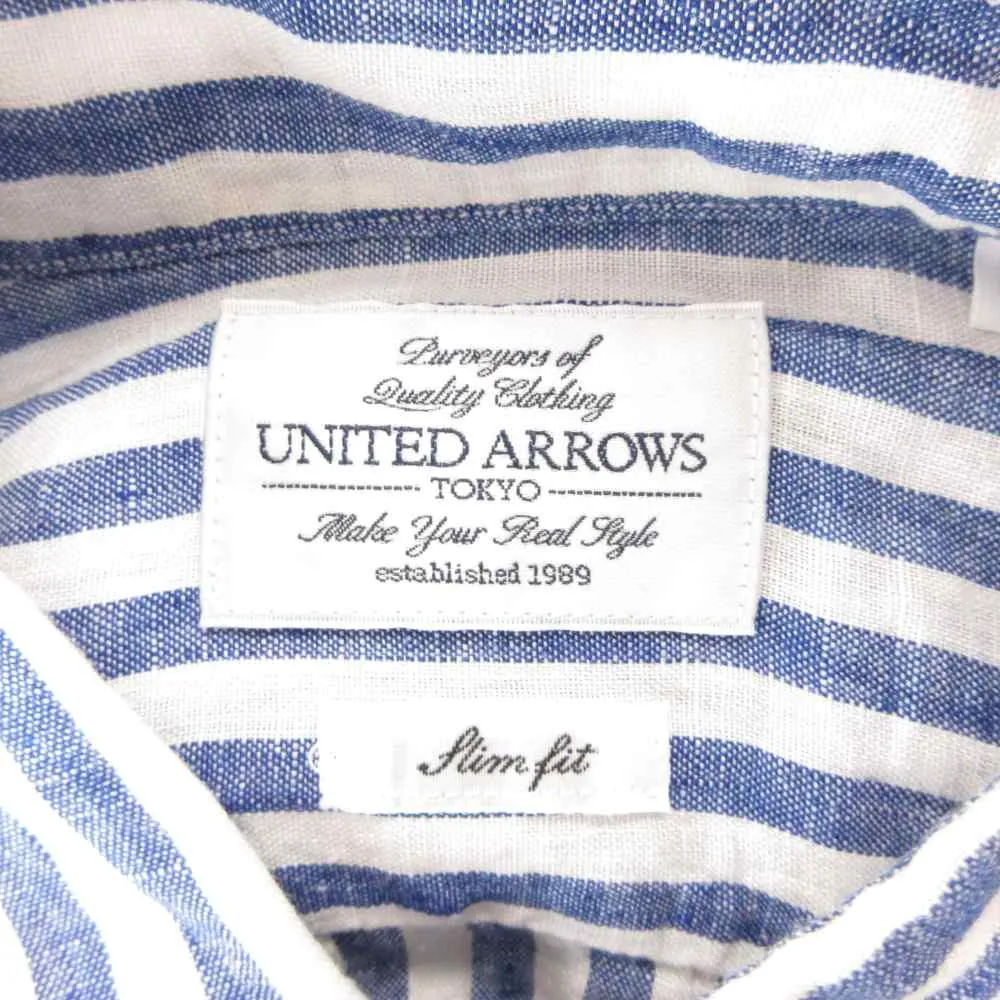 Purveyors of
Quality Clothing
UNITED ARROWS
TOKYO
Make Your Real Style
established 1989
Slim fit